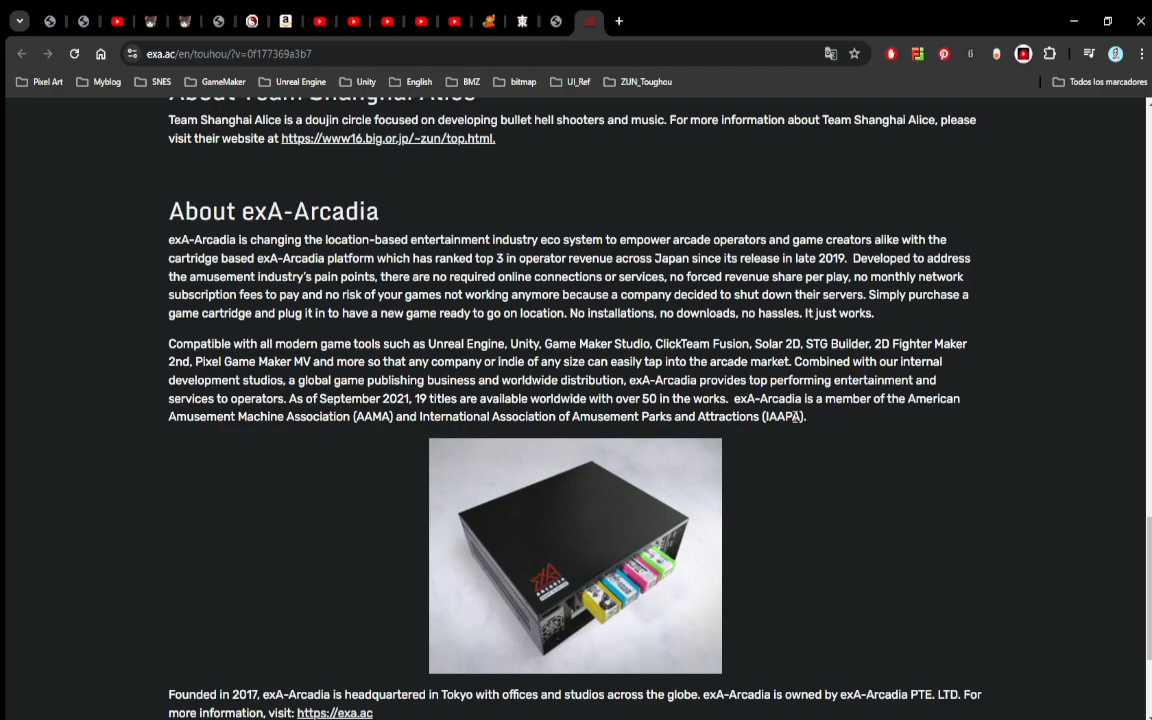 exa.ac/en/touhou/?v=0f177369a3b7
Pixel Art Myblog SNES GameMaker Unreal Engine Unity English BMZ bitmap UI_Ref ZUN_Toughou Todos los marcadores
About Team Shanghai Alice
Team Shanghai Alice is a doujin circle focused on developing bullet hell shooters and music. For more information about Team Shanghai Alice, please
visit their website at https://www16.big.or.jp/~zun/top.html.
About exA-Arcadia
exA-Arcadia is changing the location-based entertainment industry eco system to empower arcade operators and game creators alike with the
cartridge based exA-Arcadia platform which has ranked top 3 in operator revenue across Japan since its release in late 2019. Developed to address
the amusement industry's pain points, there are no required online connections or services, no forced revenue share per play, no monthly network
subscription fees to pay and no risk of your games not working anymore because a company decided to shut down their servers. Simply purchase a
game cartridge and plug it in to have a new game ready to go on location. No installations, no downloads, no hassles. It just works.
Compatible with all modern game tools such as Unreal Engine, Unity, Game Maker Studio, ClickTeam Fusion, Solar 2D, STG Builder, 2D Fighter Maker
2nd, Pixel Game Maker MV and more so that any company or indie of any size can easily tap into the arcade market. Combined with our internal
development studios, a global game publishing business and worldwide distribution, exA-Arcadia provides top performing entertainment and
services to operators. As of September 2021, 19 titles are available worldwide with over 50 in the works. exA-Arcadia is a member of the American
Amusement Machine Association (AAMA) and International Association of Amusement Parks and Attractions (IAAPA).
exA
ARCADIA
Founded in 2017, exA-Arcadia is headquartered in Tokyo with offices and studios across the globe. exA-Arcadia is owned by exA-Arcadia PTE. LTD. For
more information, visit: https://exa.ac